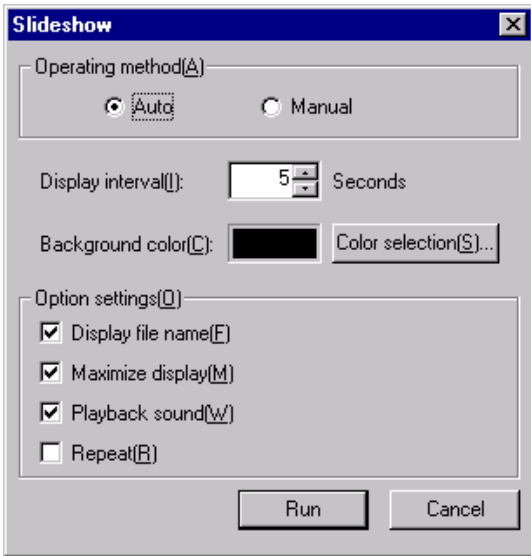 Slideshow
Operating method(A)
Auto Manual
Display interval(I): 5 Seconds
Background color(C): Color selection(S)...
Option settings(O)
Display file name(F)
Maximize display(M)
Playback sound(W)
Repeat(R)
Run Cancel